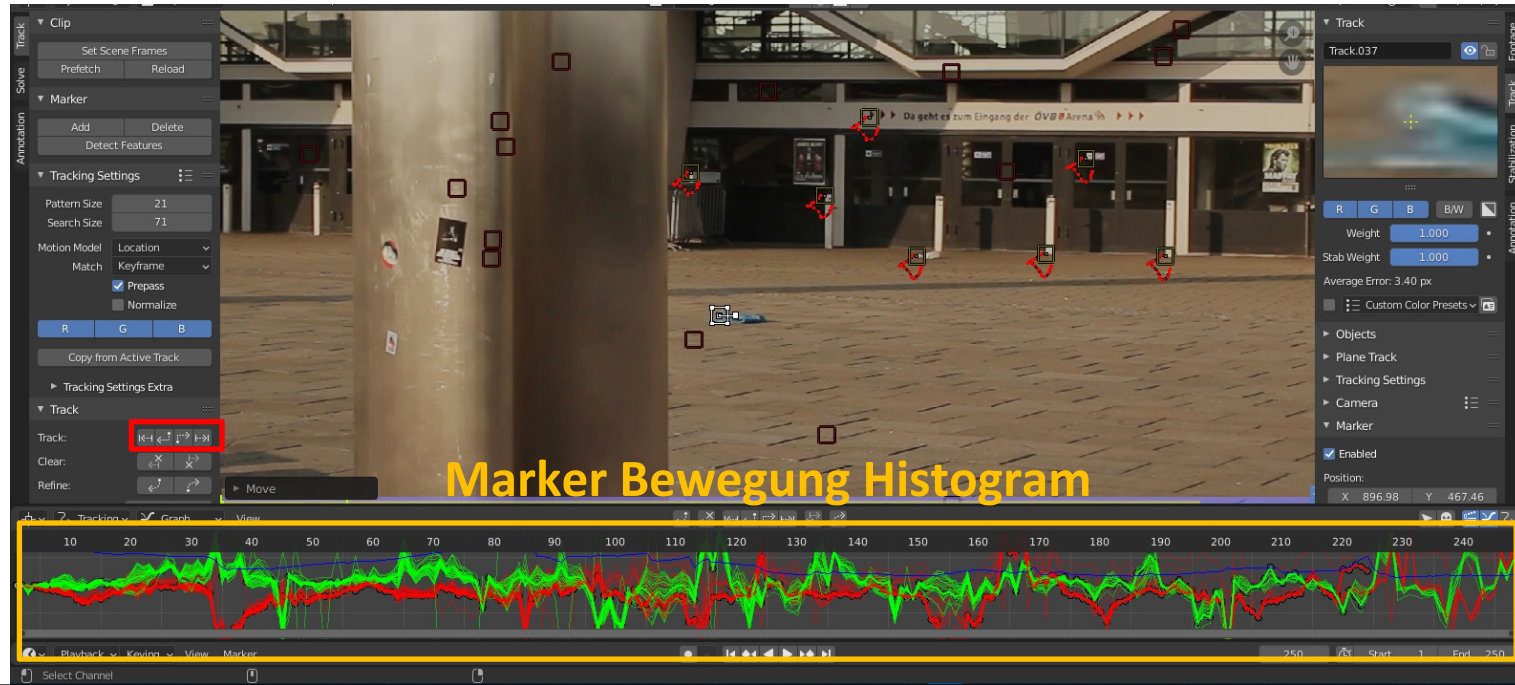 Track
Solve
Annotation
Clip
Set Scene Frames
Prefetch Reload
Marker
Add Delete
Detect Features
Tracking Settings
Pattern Size 21
Search Size 71
Motion Model Location
Match Keyframe
Prepass
Normalize
R G B
Copy from Active Track
Tracking Settings Extra
Track
Track:
Clear:
Refine:
Da geht es zum Eingang der ÖVB Arena
Move
Marker Bewegung Histogram
Track
Track.037
R G B B/W
Weight 1.000
Stab Weight 1.000
Average Error: 3.40 px
Custom Color Presets
Objects
Plane Track
Tracking Settings
Camera
Marker
Enabled
Position:
X 896.98 Y 467.46
Footage
Track
Stabilization
Annotation
Tracking Graph View
10 20 30 40 50 60 70 80 90 100 110 120 130 140 150 160 170 180 190 200 210 220 230 240
Playback Keying View Marker
250 Start 1 End 250
Select Channel